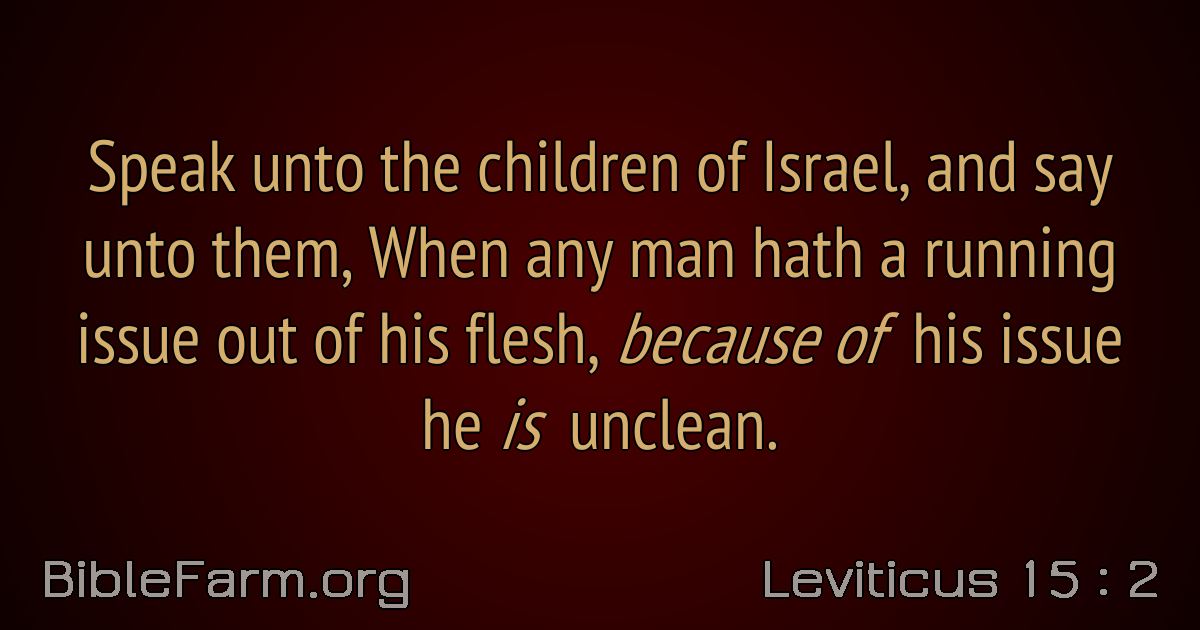 Speak unto the children of Israel, and say
unto them, When any man hath a running
issue out of his flesh, because of his issue
he is unclean.
BibleFarm.org
Leviticus 15 : 2